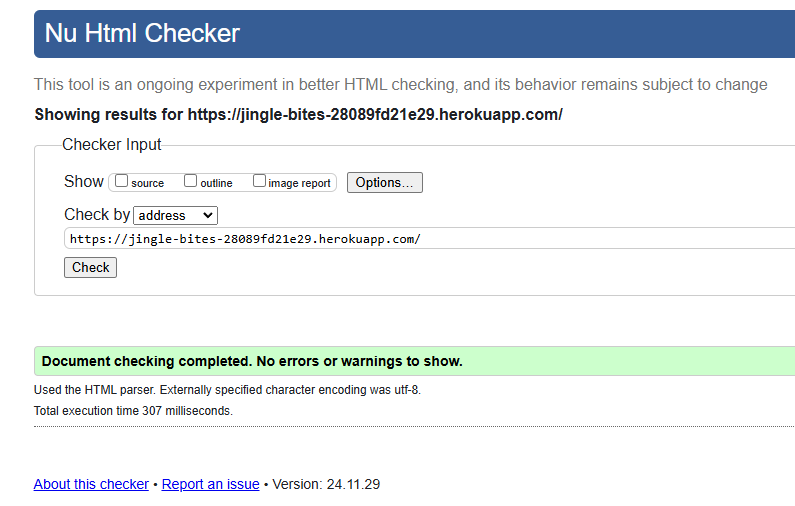 Nu Html Checker
This tool is an ongoing experiment in better HTML checking, and its behavior remains subject to change
Showing results for https://jingle-bites-28089fd21e29.herokuapp.com/
Checker Input
Show source outline image report Options...
Check by address
https://jingle-bites-28089fd21e29.herokuapp.com/
Check
Document checking completed. No errors or warnings to show.
Used the HTML parser. Externally specified character encoding was utf-8.
Total execution time 307 milliseconds.
About this checker • Report an issue • Version: 24.11.29